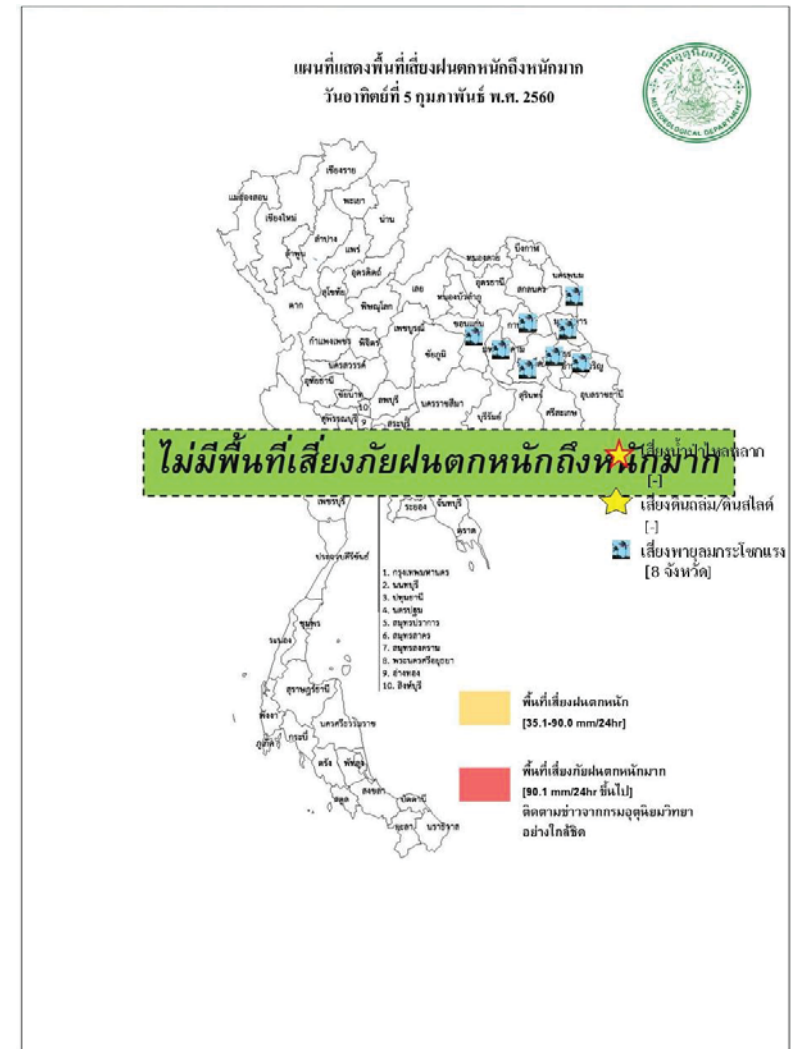 แผนที่แสดงพื้นที่เสี่ยงฝนตกหนักถึงหนักมาก
วันอาทิตย์ที่ 5 กุมภาพันธ์ พ.ศ. 2560
กรมอุตุนิยมวิทยา
METEOROLOGICAL DEPARTMENT
เชียงราย
แม่ฮ่องสอน
พะเยา
เชียงใหม่
น่าน
ลำปาง
ลำพูน
แพร่
บึงกาฬ
หนองคาย
อุตรดิตถ์
อุดรธานี
นครพนม
สกลนคร
เลย
หนองบัวลำภู
สุโขทัย
ตาก
พิษณุโลก
ขอนแก่น
เพชรบูรณ์
กำแพงเพชร
พิจิตร
ชัยภูมิ
นครสวรรค์
อุทัยธานี
ชัยนาท
ลพบุรี
นครราชสีมา
สุรินทร์
อุบลราชธานี
บุรีรัมย์
ศรีสะเกษ
10
สุพรรณบุรี
9
สระบุรี
ไม่มีพื้นที่เสี่ยงภัยฝนตกหนักถึงหนักมาก
เสี่ยงน้ำป่าไหลหลาก
[-]
เสี่ยงดินถล่ม/ดินสไลด์
[-]
เสี่ยงพายุลมกระโชกแรง
[8 จังหวัด]
เพชรบุรี
ระยอง
จันทบุรี
ตราด
ประจวบคีรีขันธ์
1. กรุงเทพมหานคร
2. นนทบุรี
3. ปทุมธานี
4. นครปฐม
5. สมุทรปราการ
6. สมุทรสาคร
7. สมุทรสงคราม
8. พระนครศรีอยุธยา
9. อ่างทอง
10. สิงห์บุรี
ชุมพร
ระนอง
สุราษฎร์ธานี
พังงา
นครศรีธรรมราช
ภูเก็ต
กระบี่
ตรัง
พัทลุง
สงขลา
สตูล
ปัตตานี
ยะลา
นราธิวาส
พื้นที่เสี่ยงฝนตกหนัก
[35.1-90.0 mm/24hr]
พื้นที่เสี่ยงภัยฝนตกหนักมาก
[90.1 mm/24hr ขึ้นไป]
ติดตามข่าวจากกรมอุตุนิยมวิทยา
อย่างใกล้ชิด